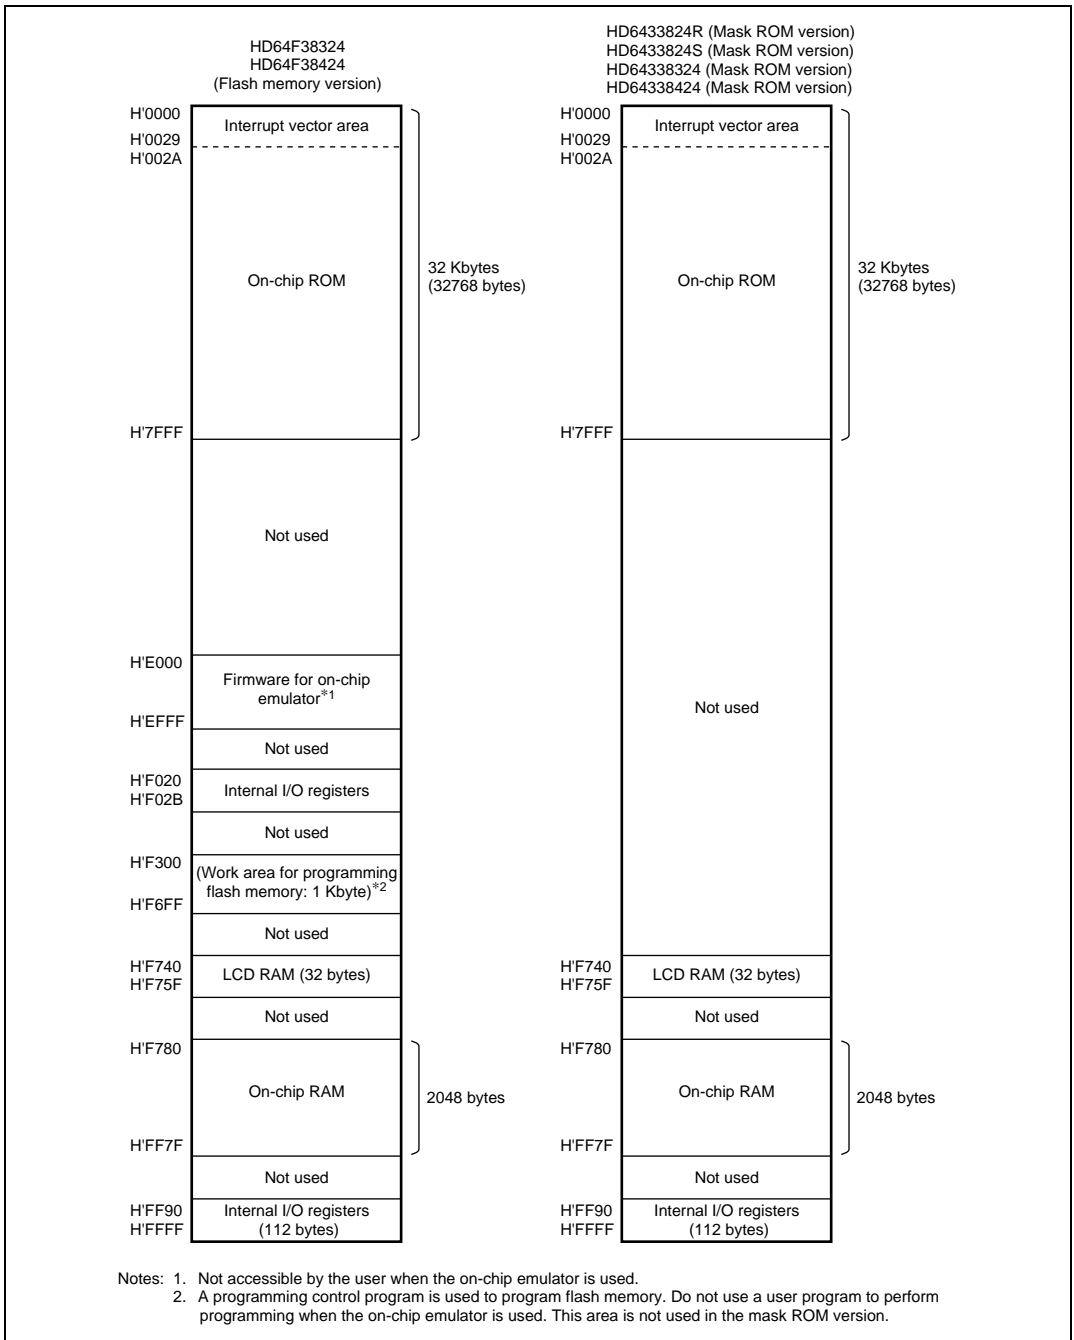 HD64F38324
HD64F38424
(Flash memory version)
H'0000
Interrupt vector area
H'0029
H'002A
On-chip ROM
32 Kbytes
(32768 bytes)
H'7FFF
Not used
H'E000
Firmware for on-chip
emulator*1
H'EFFF
Not used
H'F020
Internal I/O registers
H'F02B
Not used
H'F300
(Work area for programming
flash memory: 1 Kbyte)*2
H'F6FF
Not used
H'F740
LCD RAM (32 bytes)
H'F75F
Not used
H'F780
On-chip RAM
2048 bytes
H'FF7F
Not used
H'FF90
Internal I/O registers
H'FFFF
(112 bytes)
HD6433824R (Mask ROM version)
HD6433824S (Mask ROM version)
HD64338324 (Mask ROM version)
HD64338424 (Mask ROM version)
H'0000
Interrupt vector area
H'0029
H'002A
On-chip ROM
32 Kbytes
(32768 bytes)
H'7FFF
Not used
H'F740
LCD RAM (32 bytes)
H'F75F
Not used
H'F780
On-chip RAM
2048 bytes
H'FF7F
Not used
H'FF90
Internal I/O registers
H'FFFF
(112 bytes)
Notes: 1. Not accessible by the user when the on-chip emulator is used.
2. A programming control program is used to program flash memory. Do not use a user program to perform
programming when the on-chip emulator is used. This area is not used in the mask ROM version.